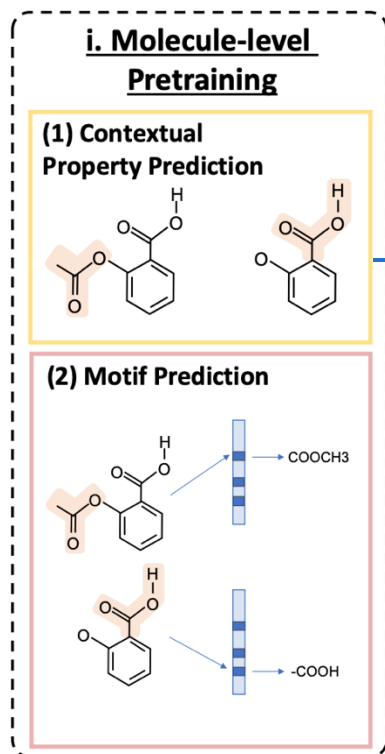 i. Molecule-level
Pretraining
(1) Contextual
Property Prediction
H
O
O
O
O
H
O
O
O
(2) Motif Prediction
H
O
O
O
O
COOCH3
H
O
O
O
-COOH